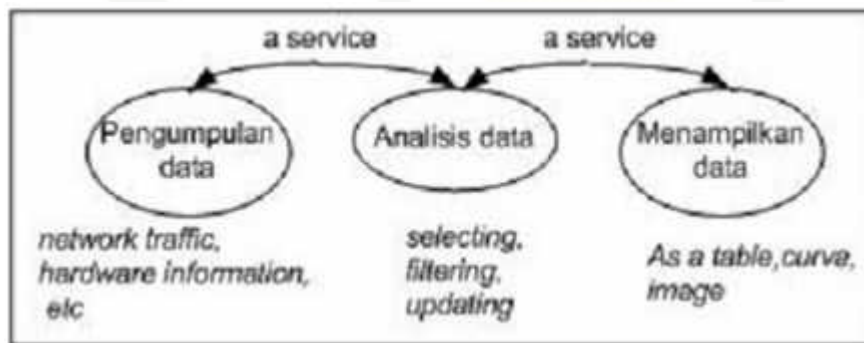 a service
a service
Pengumpulan
data
Analisis data
Menampilkan
data
network traffic,
hardware information,
etc
selecting,
filtering,
updating
As a table, curve,
image